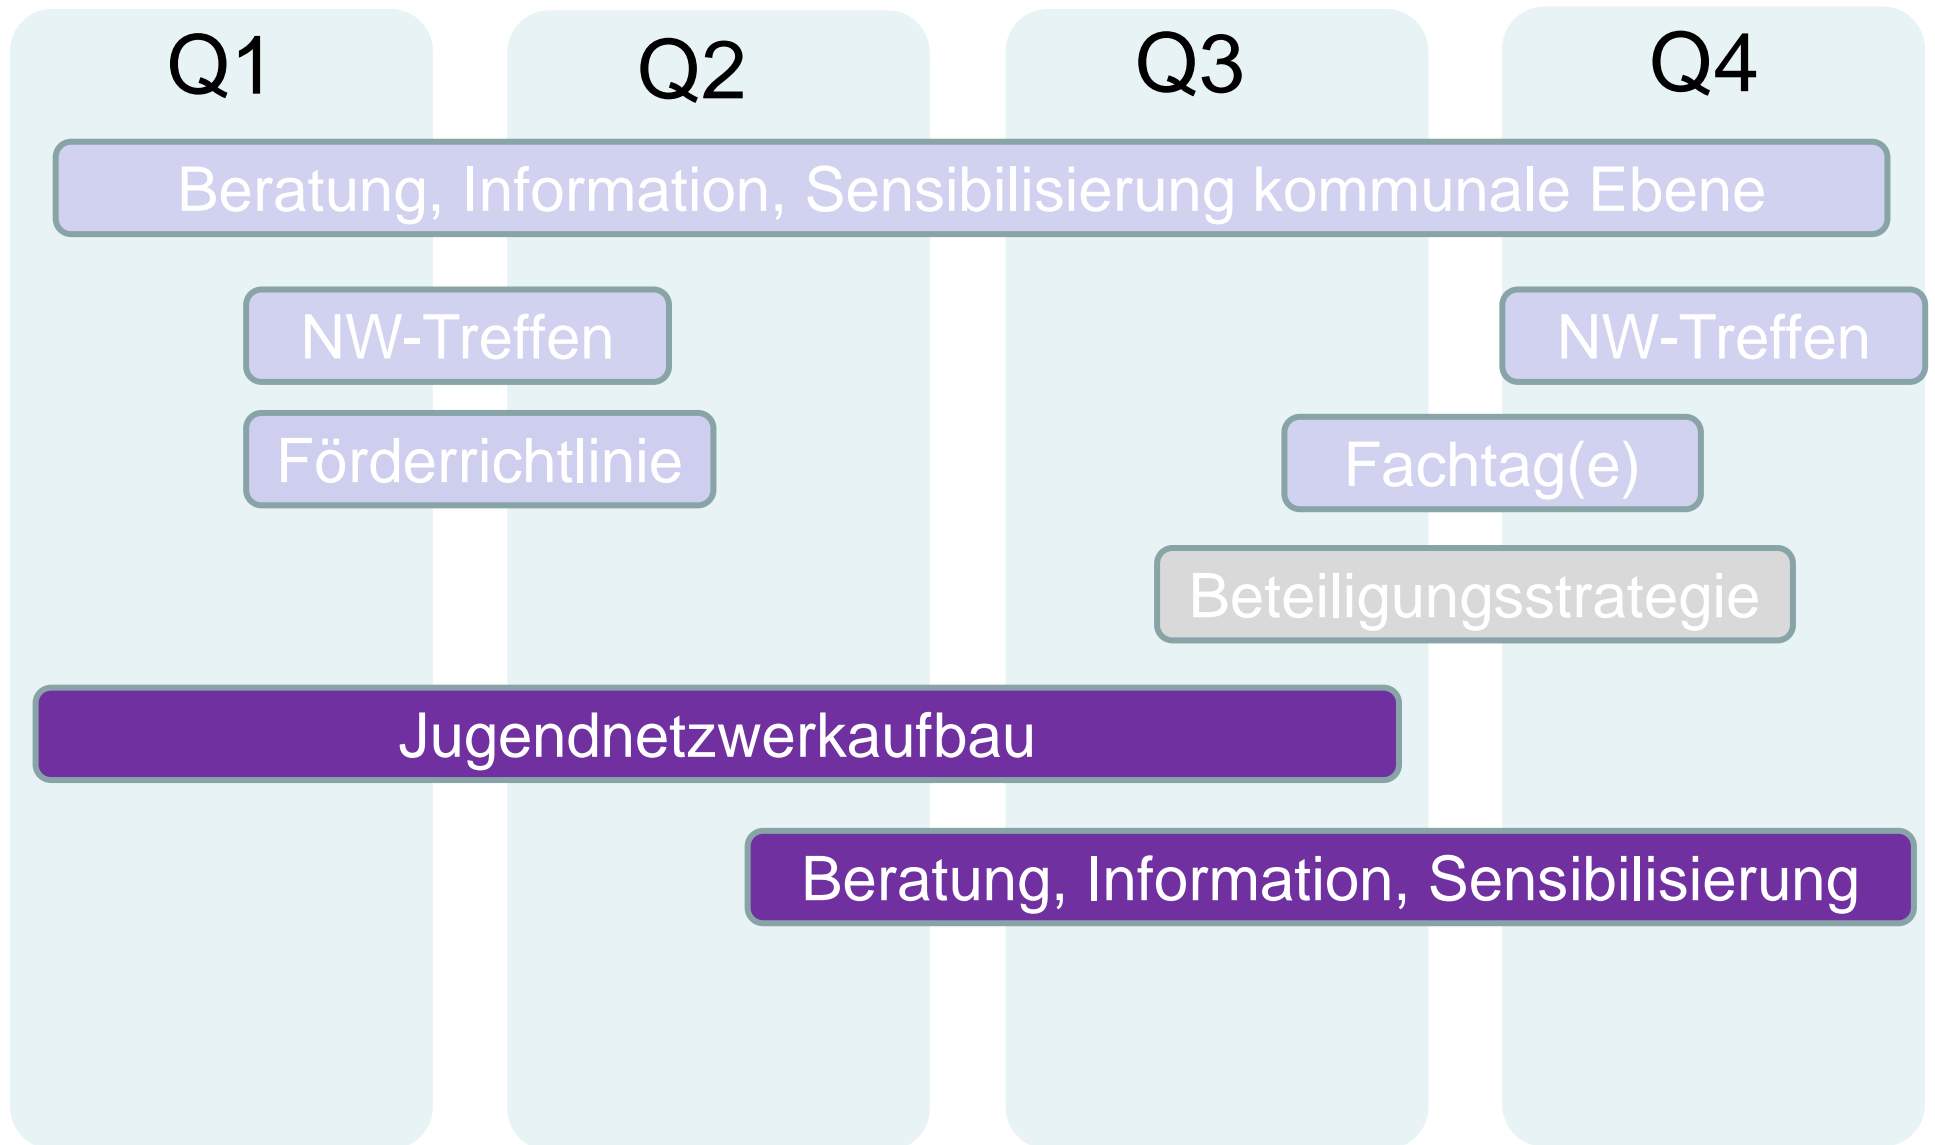 Q1
Q2
Q3
Q4
Beratung, Information, Sensibilisierung kommunale Ebene
NW-Treffen
NW-Treffen
Förderrichtlinie
Fachtag(e)
Beteiligungsstrategie
Jugendnetzwerkaufbau
Beratung, Information, Sensibilisierung